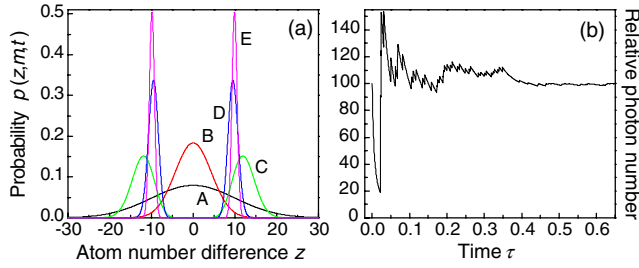 (a)
Probability p(z,m,t)
0.5
0.4
0.3
0.2
0.1
0.0
E
D
B
C
A
-30 -20 -10 0 10 20 30
Atom number difference z
(b)
160
140
120
100
80
60
40
20
0
0.0 0.1 0.2 0.3 0.4 0.5 0.6
Time τ
Relative photon number